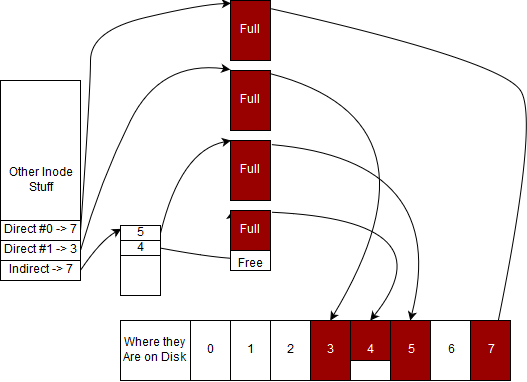 Full
Full
Full
Full
Free
Other Inode
Stuff
Direct #0 -> 7
Direct #1 -> 3
Indirect -> 7
5
4
Where they
Are on Disk
0
1
2
3
4
5
6
7